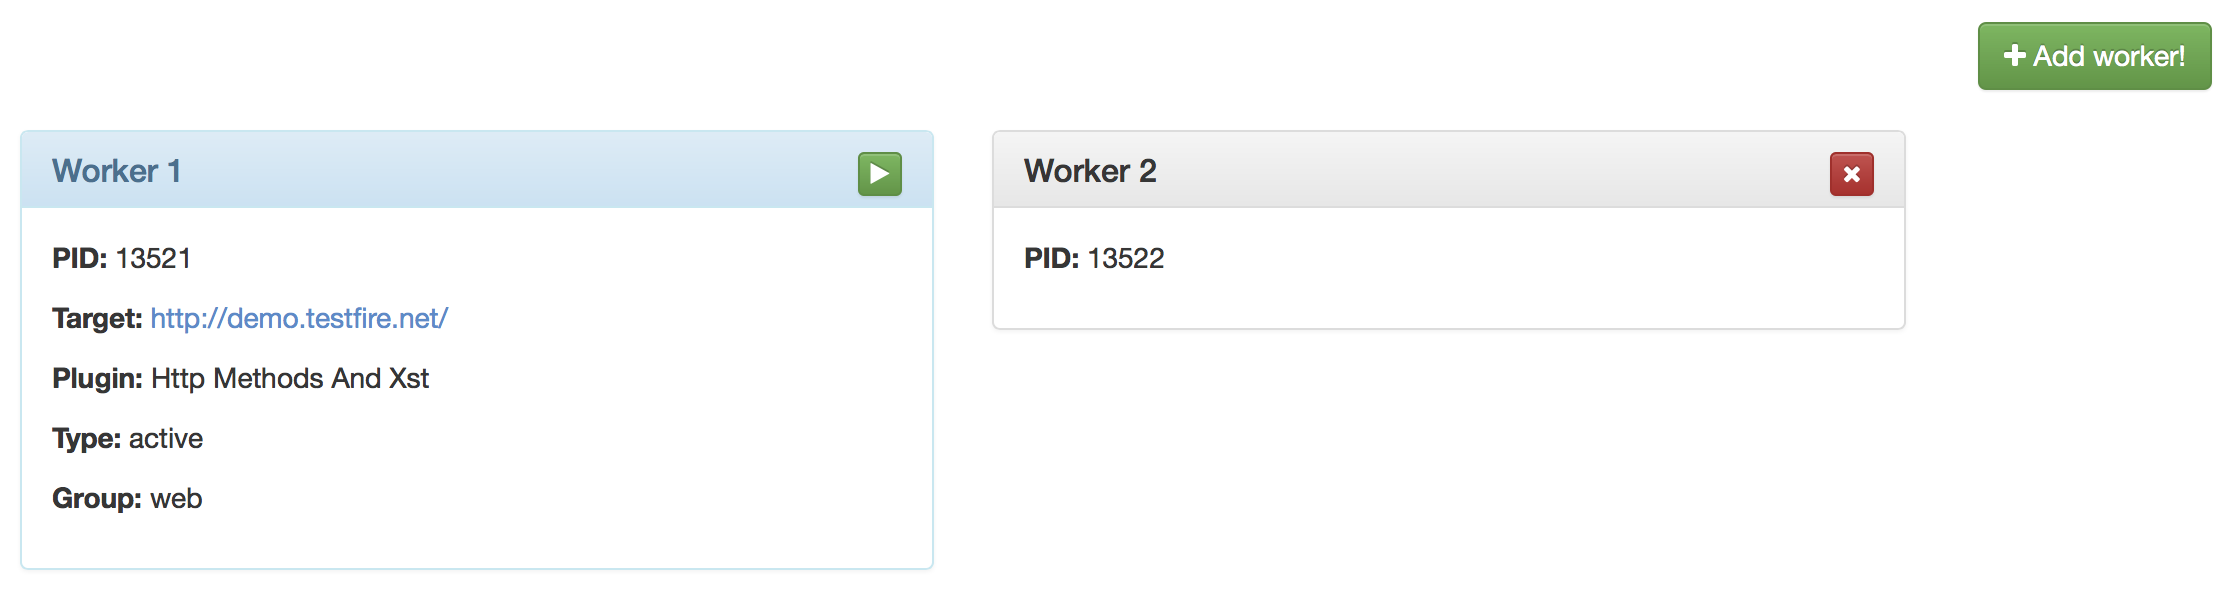 Add worker!
Worker 1
PID: 13521
Target: http://demo.testfire.net/
Plugin: Http Methods And Xst
Type: active
Group: web
Worker 2
PID: 13522